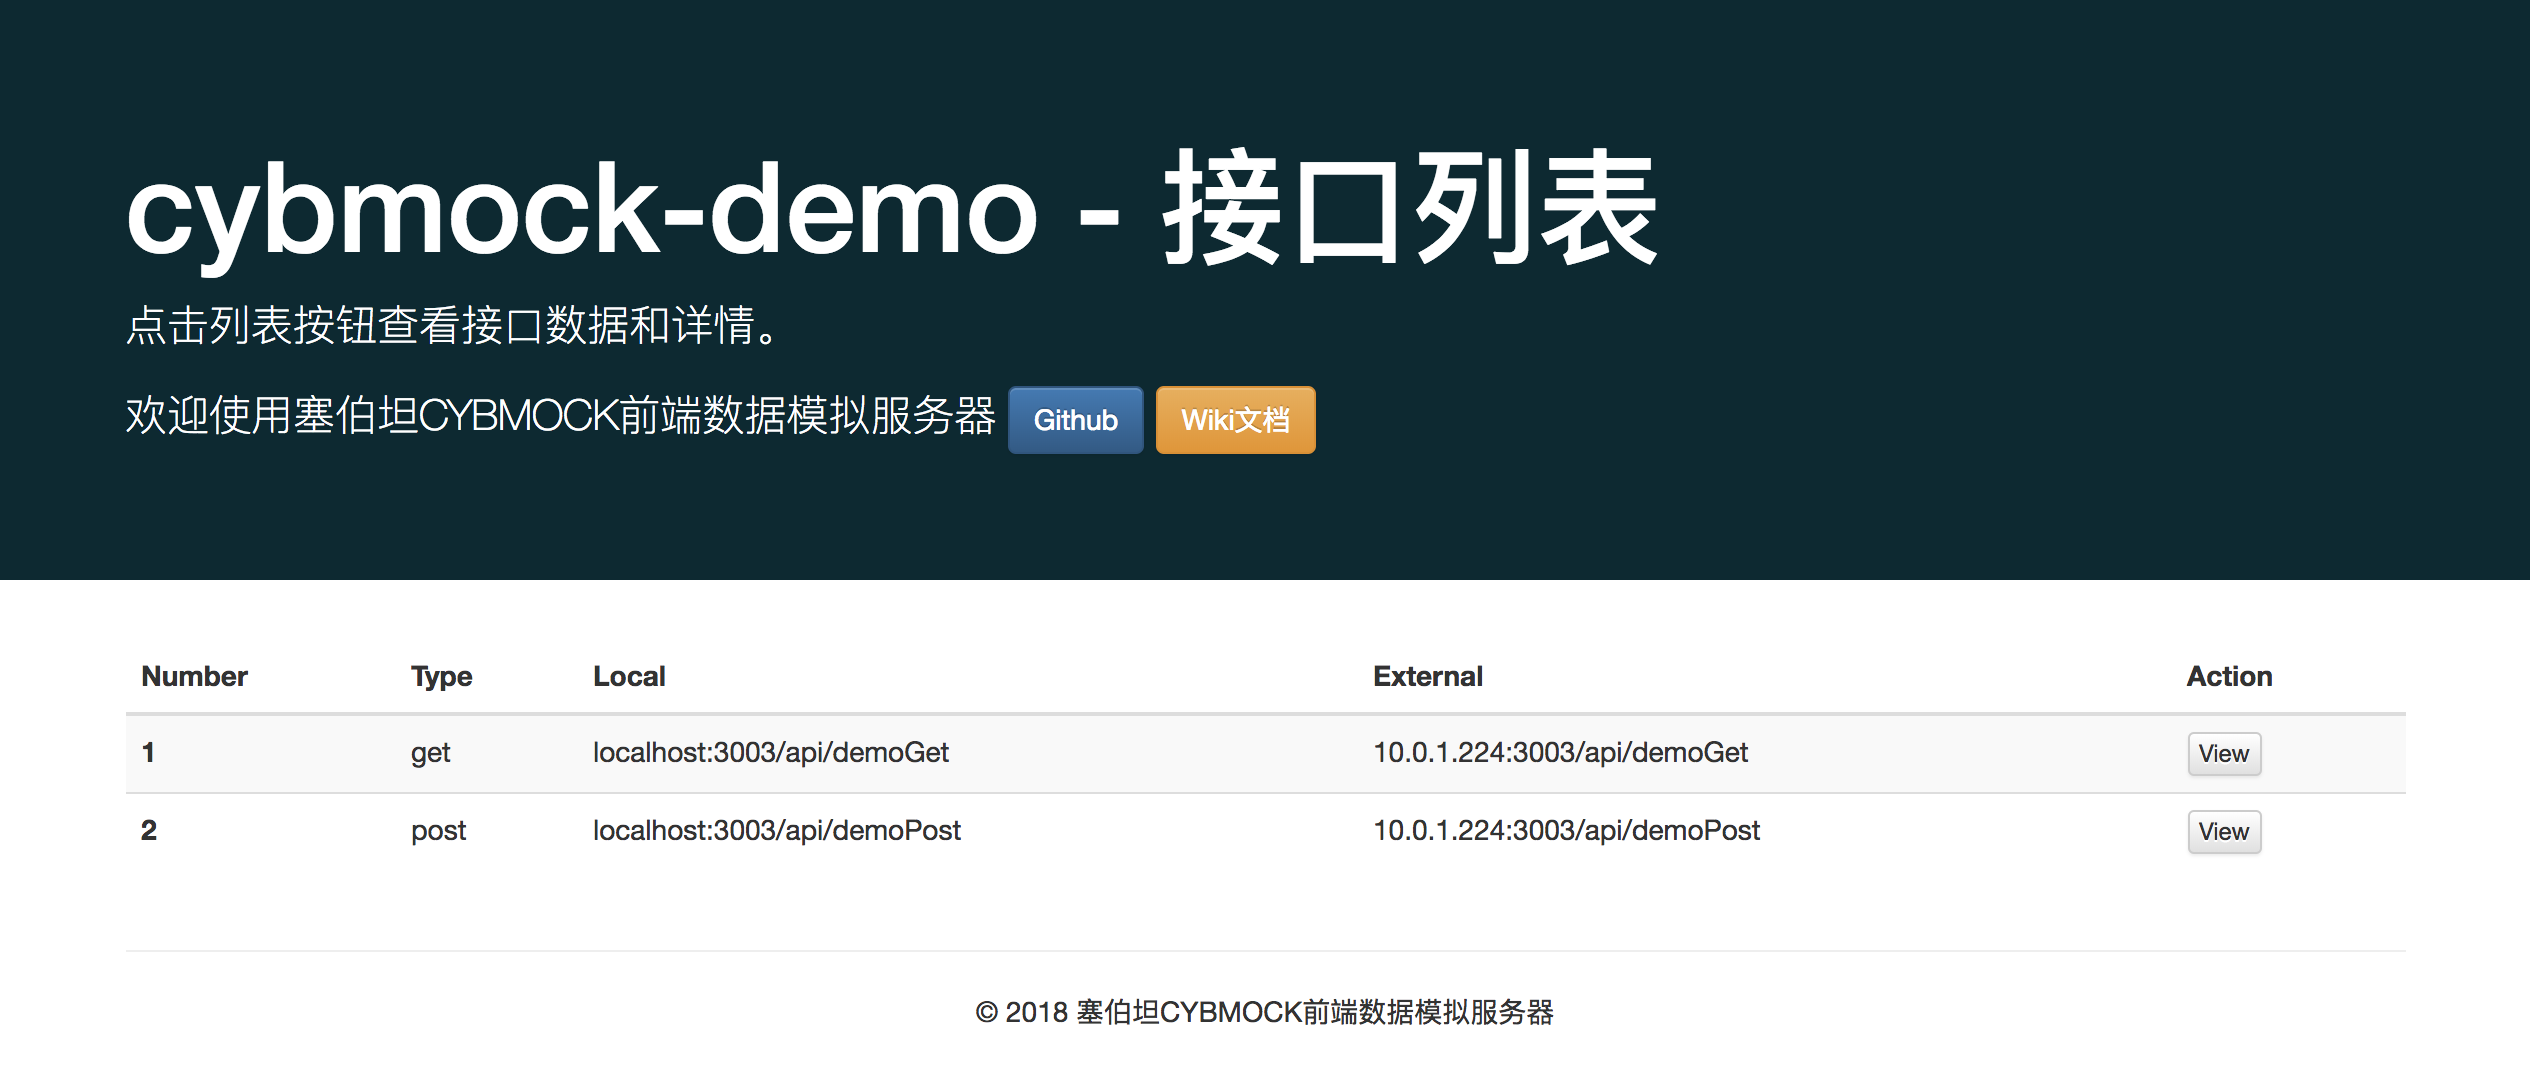 cybmock-demo - 接口列表
点击列表按钮查看接口数据和详情。
欢迎使用塞伯坦CYBMOCK前端数据模拟服务器 Github Wiki文档
Number Type Local External Action
1 get localhost:3003/api/demoGet 10.0.1.224:3003/api/demoGet View
2 post localhost:3003/api/demoPost 10.0.1.224:3003/api/demoPost View
© 2018 塞伯坦CYBMOCK前端数据模拟服务器